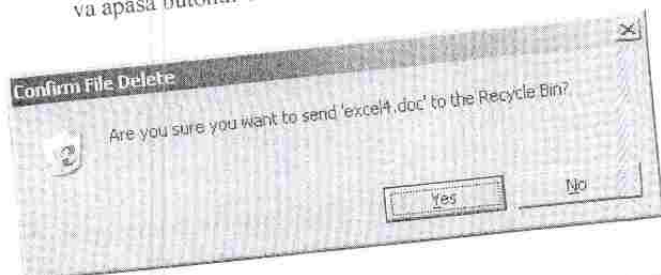 va apasa butonul
Confirm File Delete
Are you sure you want to send 'excel4.doc' to the Recycle Bin?
Yes No